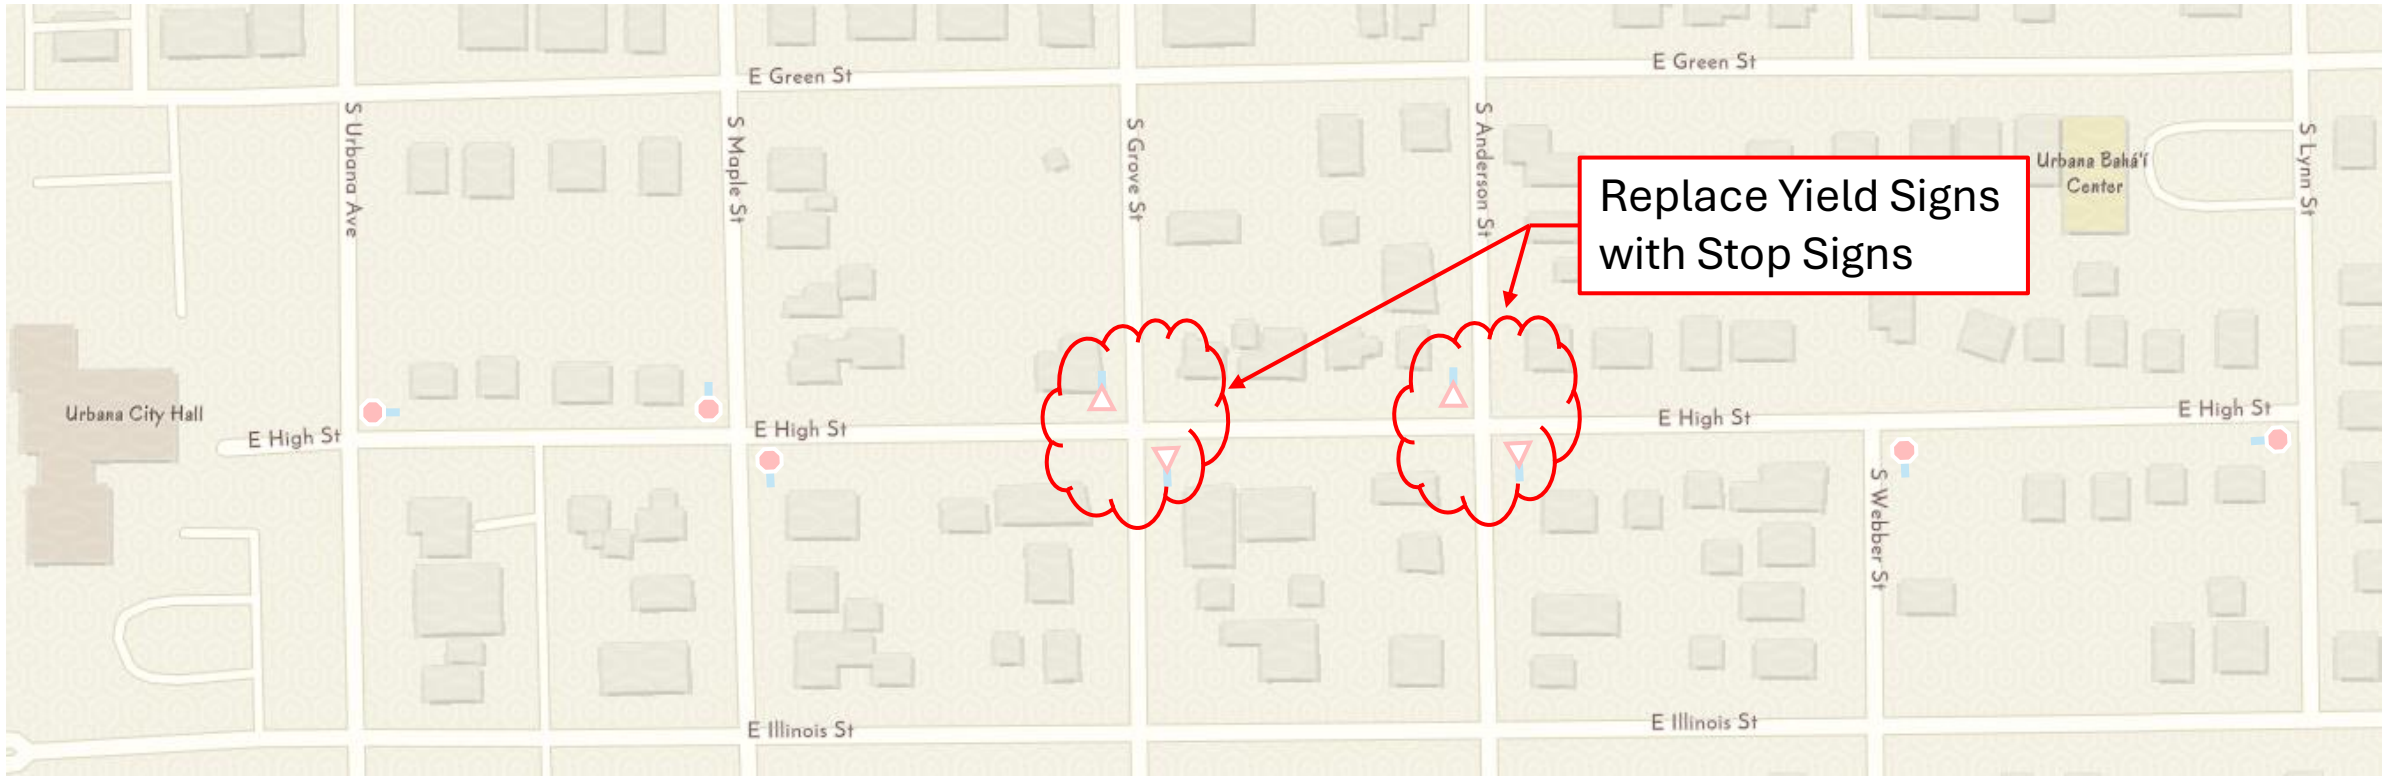 E Green St
E Green St
S Urbana Ave
S Maple St
S Grove St
S Anderson St
S Lynn St
Urbana Bahá'í
Center
Replace Yield Signs
with Stop Signs
Urbana City Hall
E High St
E High St
E High St
E High St
S Webber St
E Illinois St
E Illinois St